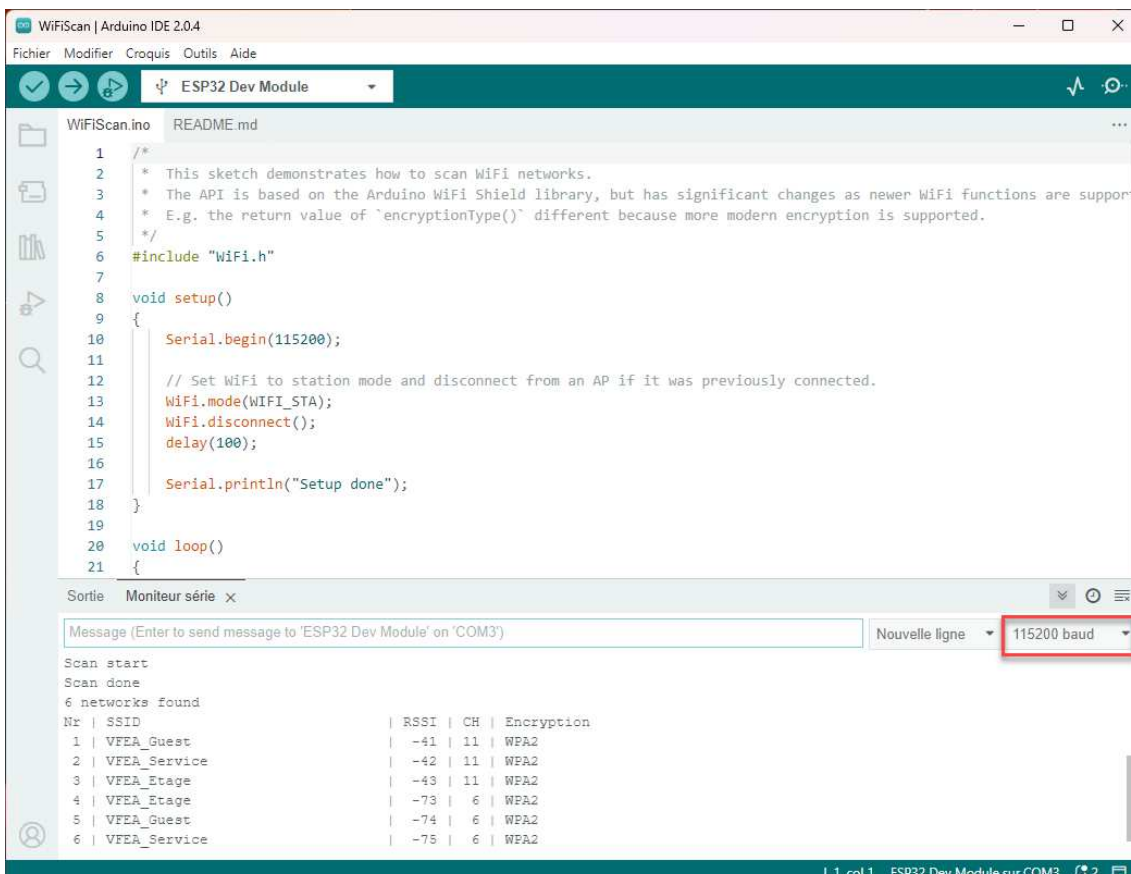 WiFiScan | Arduino IDE 2.0.4
Fichier Modifier Croquis Outils Aide
ESP32 Dev Module
WiFiScan.ino README.md
1 /*
2 * This sketch demonstrates how to scan WiFi networks.
3 * The API is based on the Arduino WiFi Shield library, but has significant changes as newer WiFi functions are suppor
4 * E.g. the return value of `encryptionType()` different because more modern encryption is supported.
5 */
6 #include "WiFi.h"
7
8 void setup()
9 {
10 Serial.begin(115200);
11
12 // Set WiFi to station mode and disconnect from an AP if it was previously connected.
13 WiFi.mode(WIFI_STA);
14 WiFi.disconnect();
15 delay(100);
16
17 Serial.println("Setup done");
18 }
19
20 void loop()
21 {
Sortie Moniteur série
Message (Enter to send message to 'ESP32 Dev Module' on 'COM3') Nouvelle ligne 115200 baud
Scan start
Scan done
6 networks found
Nr | SSID | RSSI | CH | Encryption
1 | VFEA_Guest | -41 | 11 | WPA2
2 | VFEA_Service | -42 | 11 | WPA2
3 | VFEA_Etage | -43 | 11 | WPA2
4 | VFEA_Etage | -73 | 6 | WPA2
5 | VFEA_Guest | -74 | 6 | WPA2
6 | VFEA_Service | -75 | 6 | WPA2
L 1, col 1 ESP32 Dev Module sur COM3 2